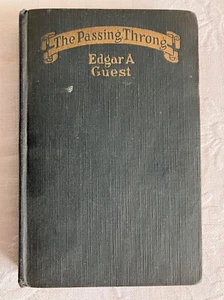 The Passing Throng
Edgar A
Guest